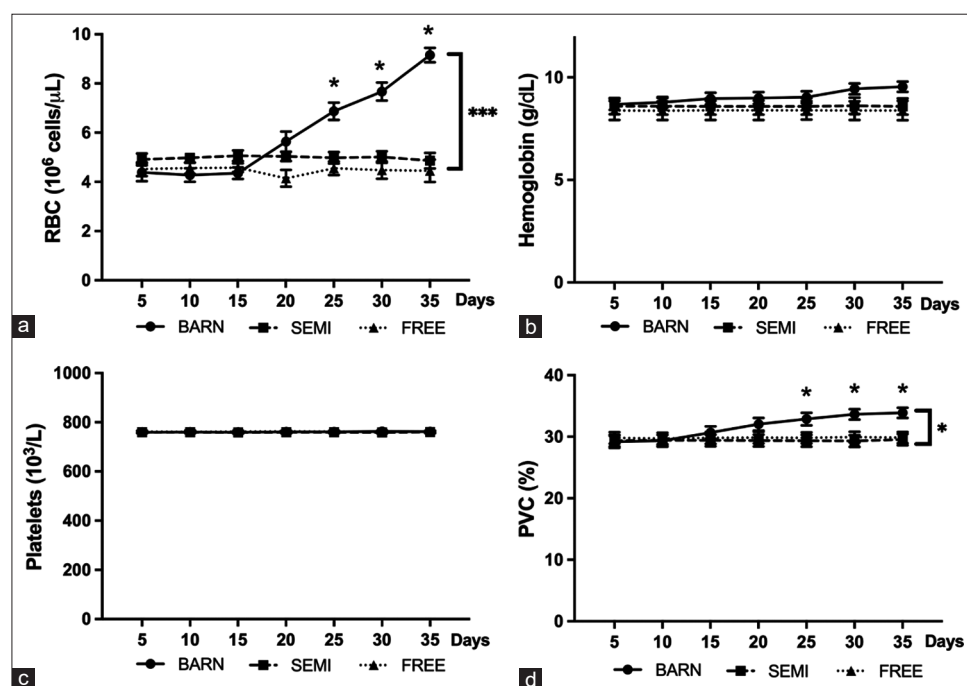 RBC (10⁶ cells/µL)
10
8
6
4
2
0
* * *
***
5 10 15 20 25 30 35 Days
a
BARN SEMI FREE
Hemoglobin (g/dL)
10
5
0
5 10 15 20 25 30 35 Days
b
BARN SEMI FREE
Platelets (10³/L)
1000
800
600
400
200
0
5 10 15 20 25 30 35 Days
c
BARN SEMI FREE
PVC (%)
40
30
20
10
0
* * *
*
5 10 15 20 25 30 35 Days
d
BARN SEMI FREE